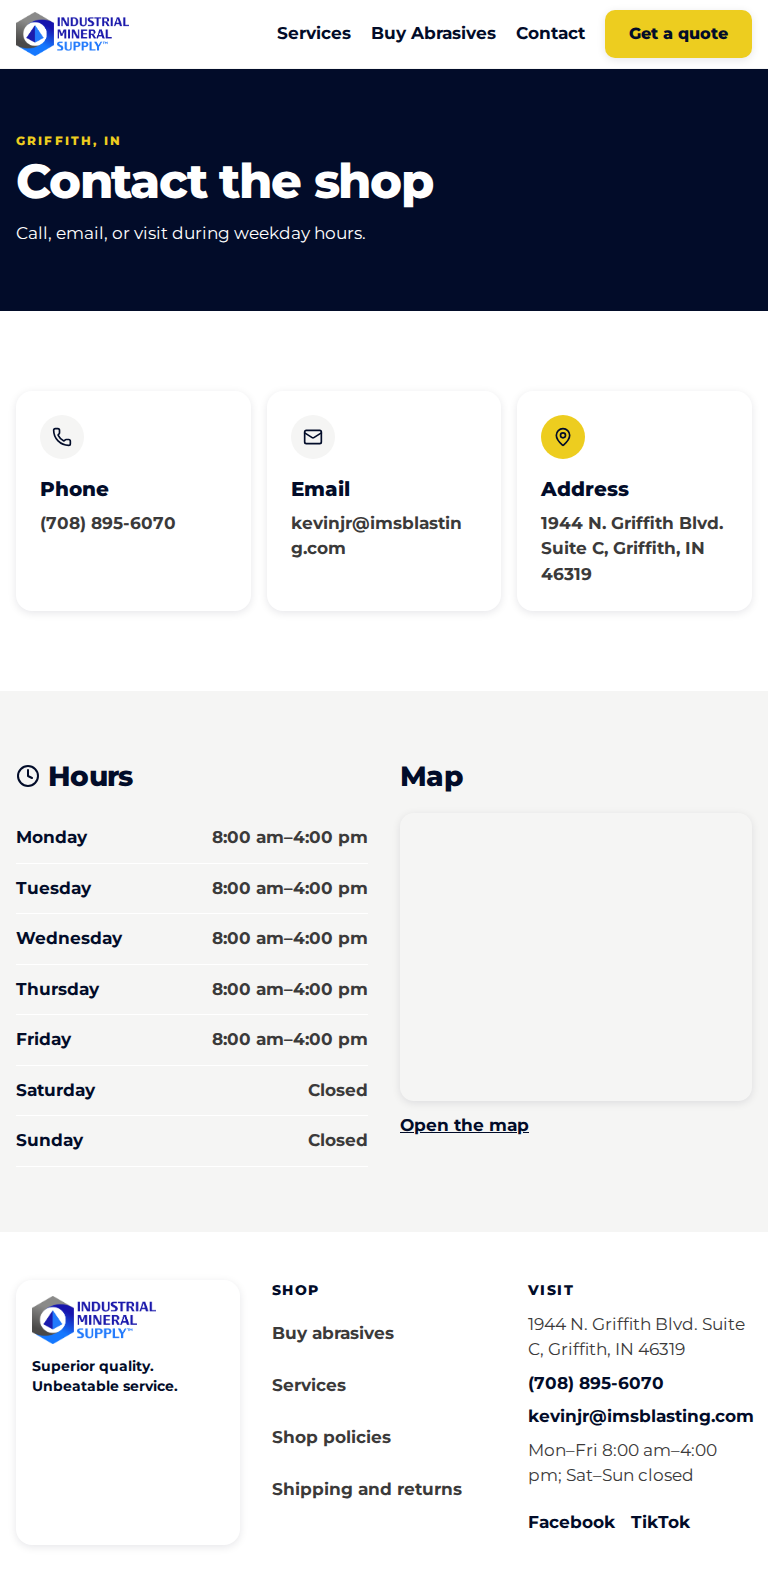 INDUSTRIAL
MINERAL
SUPPLY™
Services Buy Abrasives Contact Get a quote
GRIFFITH, IN
Contact the shop
Call, email, or visit during weekday hours.
Phone
(708) 895-6070
Email
kevinjr@imsblastin
g.com
Address
1944 N. Griffith Blvd.
Suite C, Griffith, IN
46319
Hours
Monday 8:00 am–4:00 pm
Tuesday 8:00 am–4:00 pm
Wednesday 8:00 am–4:00 pm
Thursday 8:00 am–4:00 pm
Friday 8:00 am–4:00 pm
Saturday Closed
Sunday Closed
Map
Open the map
INDUSTRIAL
MINERAL
SUPPLY™
Superior quality.
Unbeatable service.
SHOP
Buy abrasives
Services
Shop policies
Shipping and returns
VISIT
1944 N. Griffith Blvd. Suite
C, Griffith, IN 46319
(708) 895-6070
kevinjr@imsblasting.com
Mon–Fri 8:00 am–4:00
pm; Sat–Sun closed
Facebook TikTok